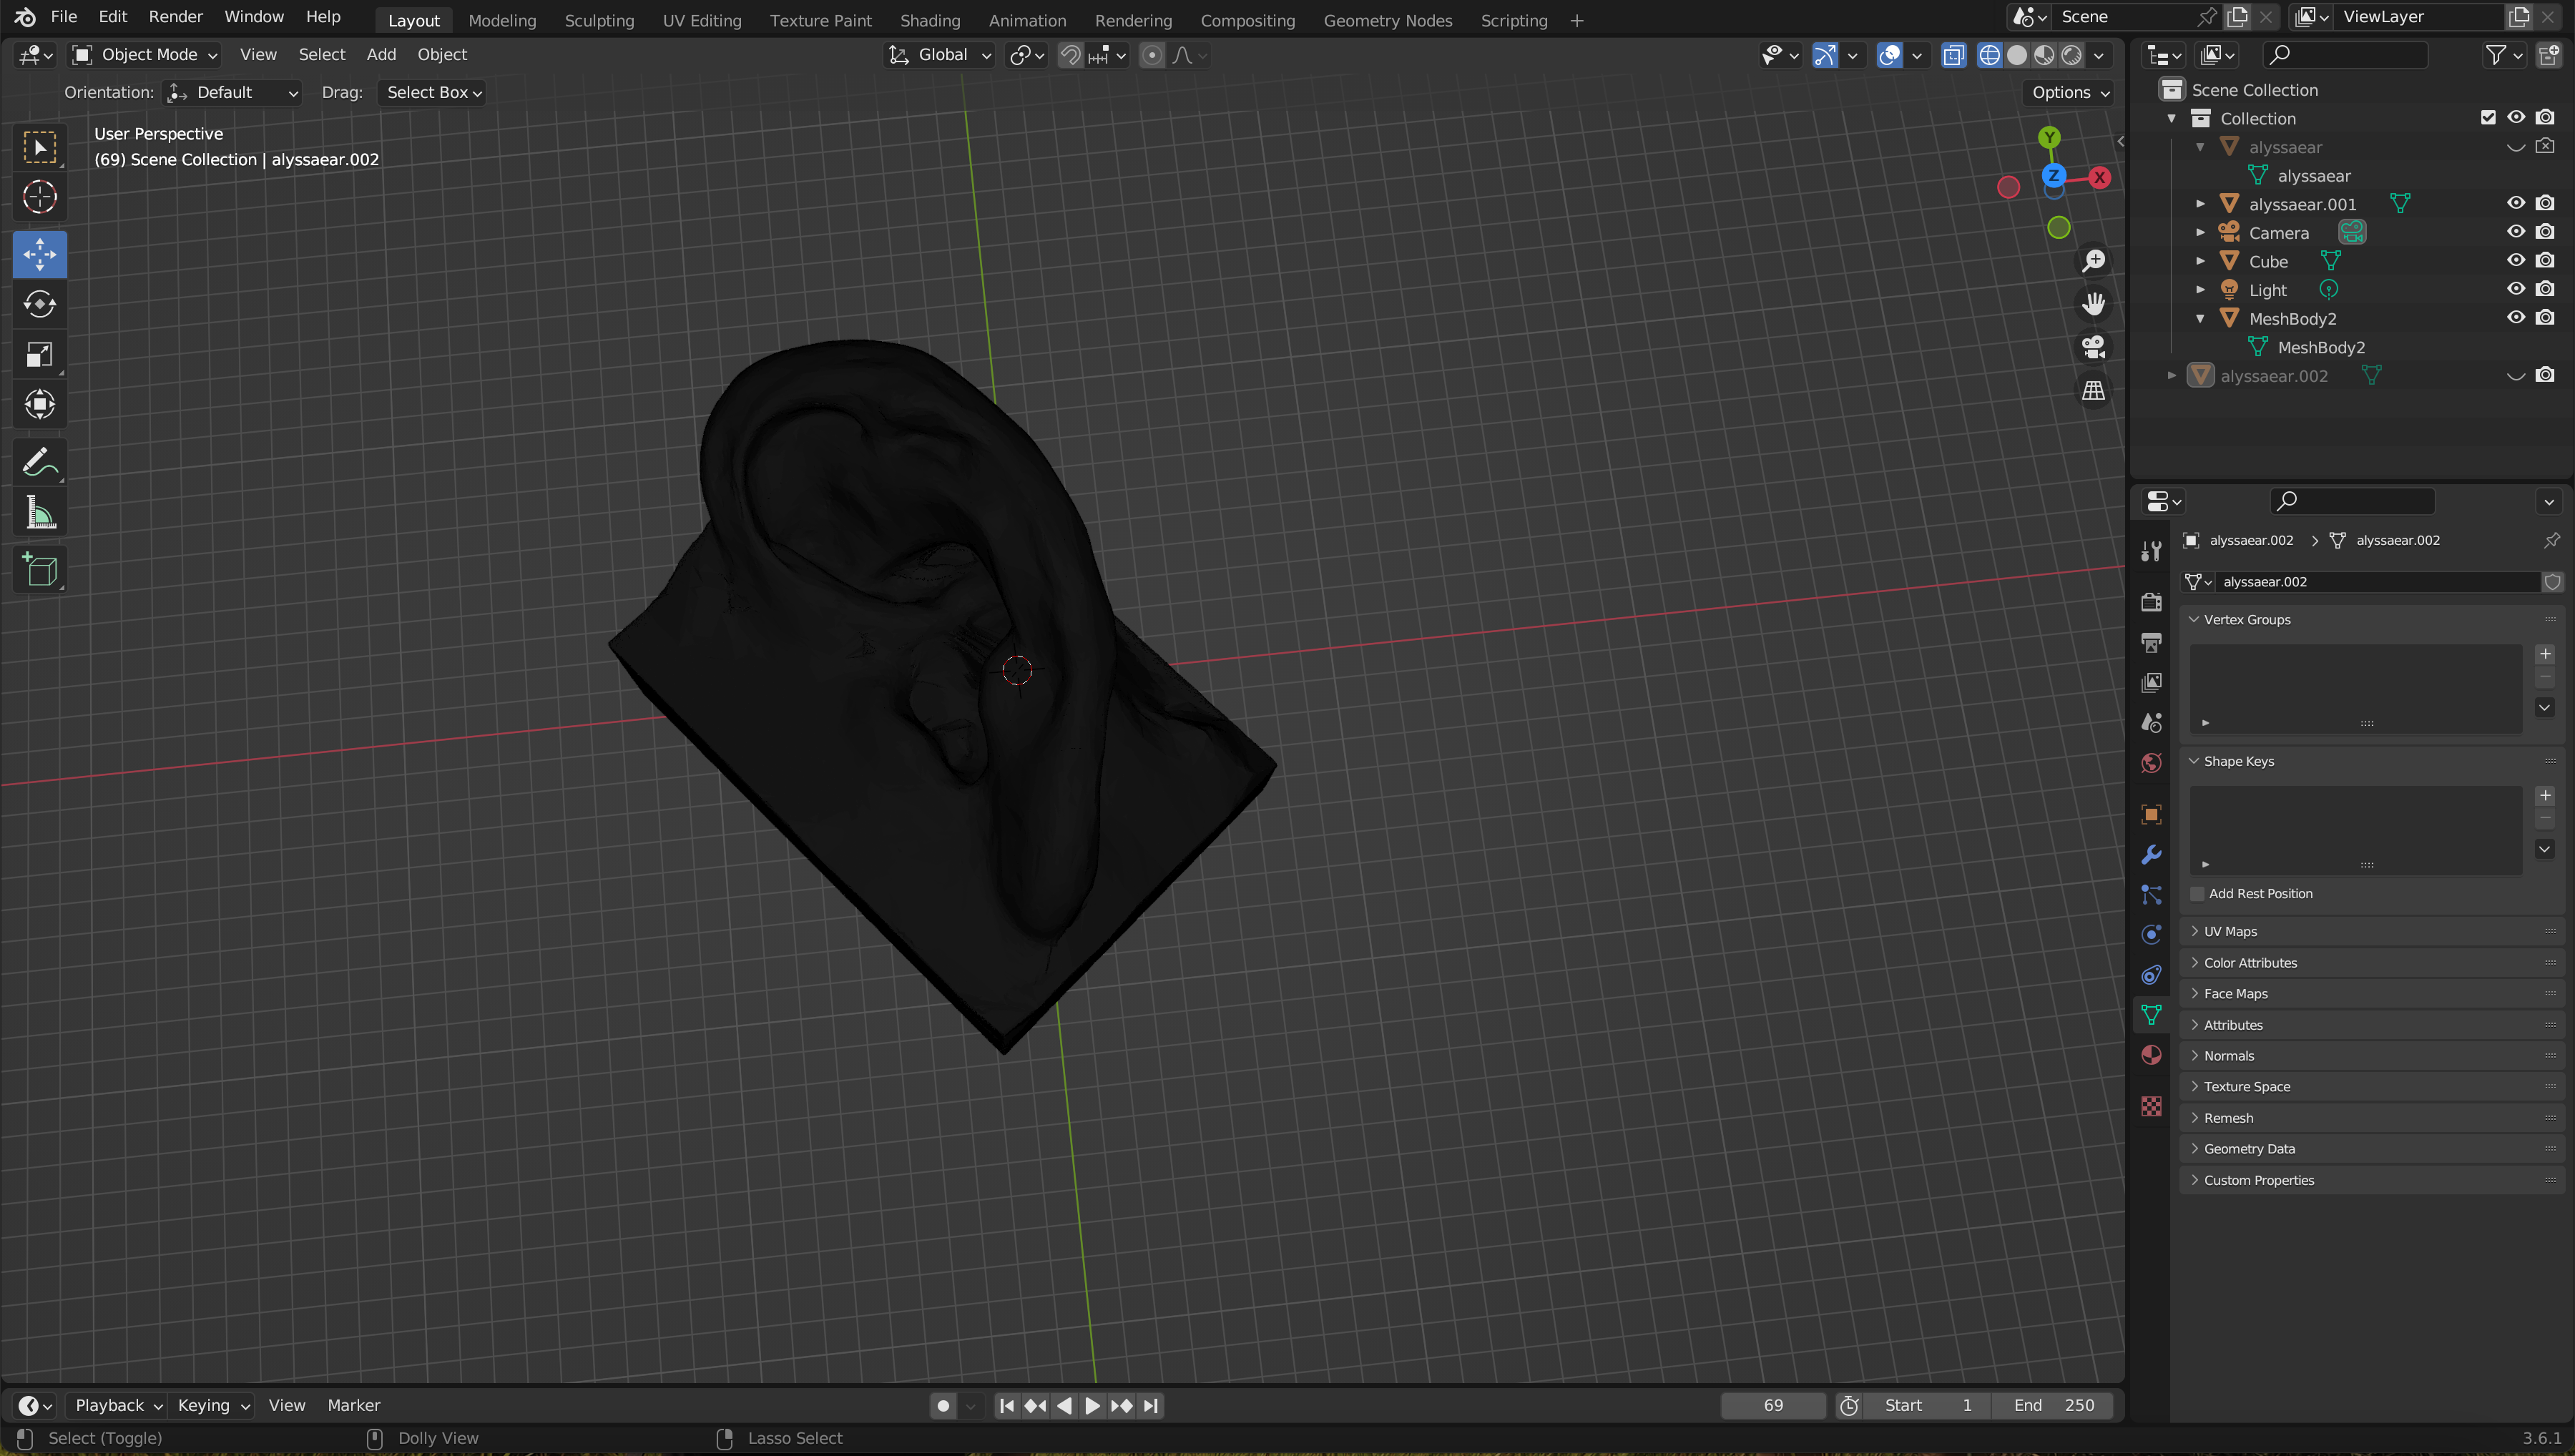 File Edit Render Window Help
Layout Modeling Sculpting UV Editing Texture Paint Shading Animation Rendering Compositing Geometry Nodes Scripting +
Scene
ViewLayer
Object Mode View Select Add Object
Global
Orientation: Default Drag: Select Box
Options
User Perspective
(69) Scene Collection | alyssaear.002
Y
Z
X
Scene Collection
Collection
alyssaear
alyssaear
alyssaear.001
Camera
Cube
Light
MeshBody2
MeshBody2
alyssaear.002
alyssaear.002 > alyssaear.002
alyssaear.002
Vertex Groups
Shape Keys
Add Rest Position
UV Maps
Color Attributes
Face Maps
Attributes
Normals
Texture Space
Remesh
Geometry Data
Custom Properties
Playback Keying View Marker
69
Start 1
End 250
Select (Toggle)
Dolly View
Lasso Select
3.6.1